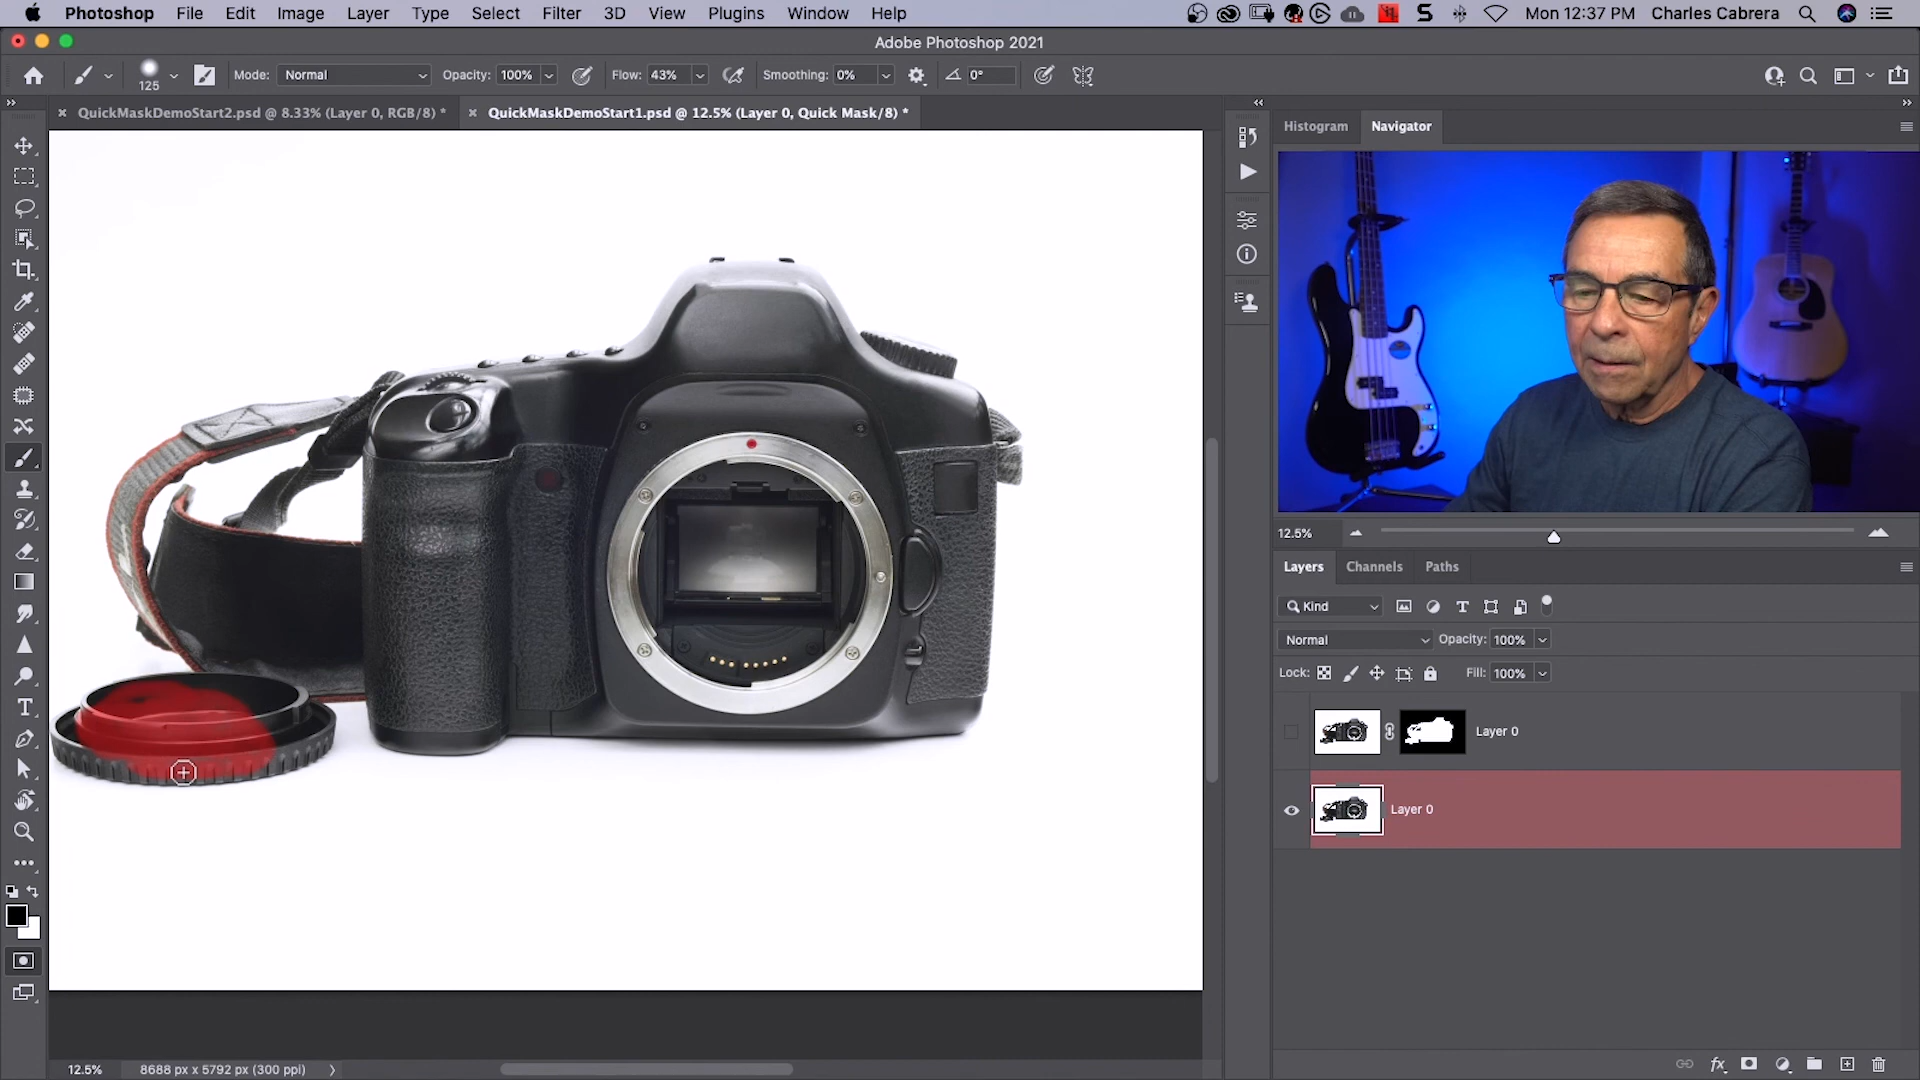 Photoshop File Edit Image Layer Type Select Filter 3D View Plugins Window Help Mon 12:37 PM Charles Cabrera
Adobe Photoshop 2021
125 Mode: Normal Opacity: 100% Flow: 43% Smoothing: 0% 0°
QuickMaskDemoStart2.psd @ 8.33% (Layer 0, RGB/8) * QuickMaskDemoStart1.psd @ 12.5% (Layer 0, Quick Mask/8) *
Histogram Navigator
12.5%
Layers Channels Paths
Kind
Normal Opacity: 100%
Lock: Fill: 100%
Layer 0
Layer 0
12.5% 8688 px x 5792 px (300 ppi)